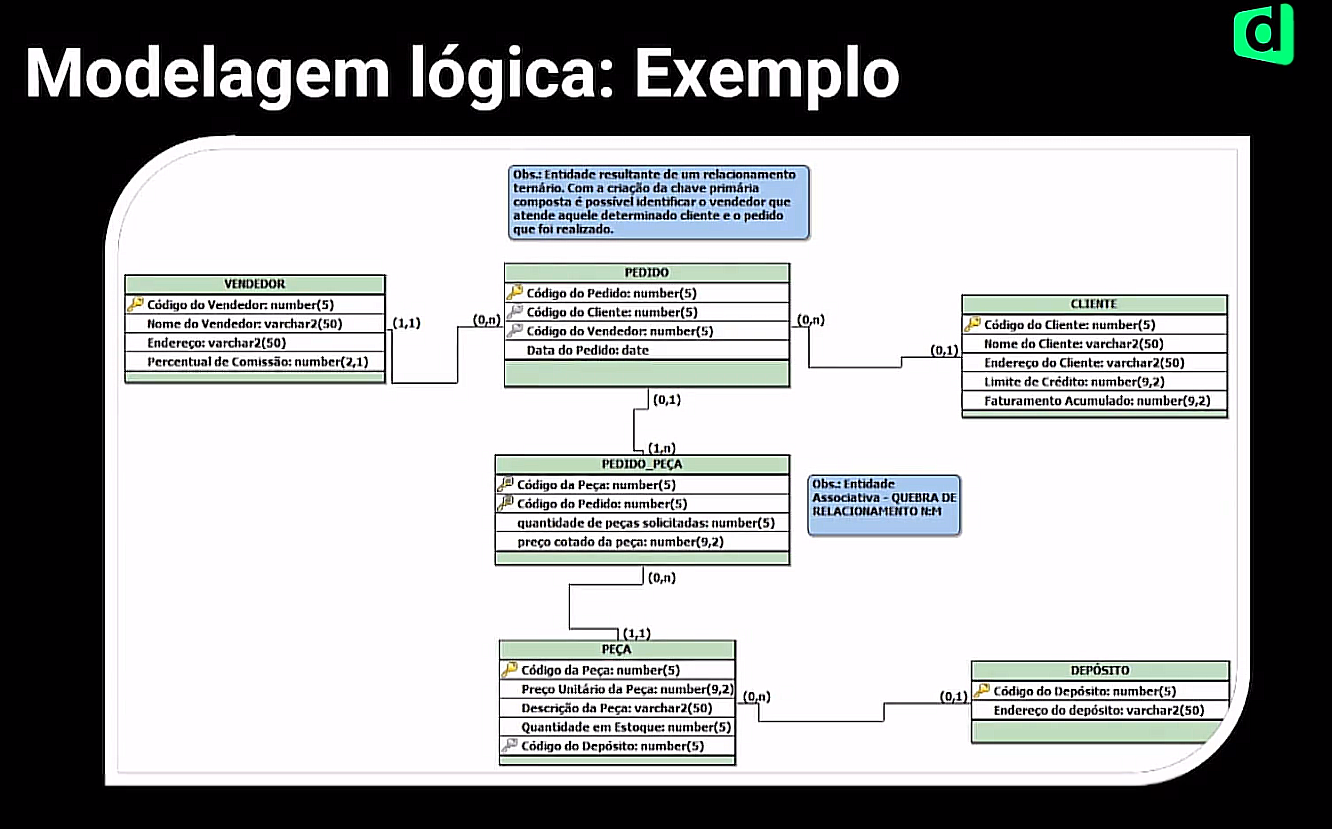 d
Modelagem lógica: Exemplo
Obs.: Entidade resultante de um relacionamento
ternário. Com a criação da chave primária
composta é possível identificar o vendedor que
atende aquele determinado cliente e o pedido
que foi realizado.
VENDEDOR
Código do Vendedor: number(5)
Nome do Vendedor: varchar2(50)
Endereço: varchar2(50)
Percentual de Comissão: number(2,1)
(1,1)
(0,n)
PEDIDO
Código do Pedido: number(5)
Código do Cliente: number(5)
Código do Vendedor: number(5)
Data do Pedido: date
(0,n)
(0,1)
CLIENTE
Código do Cliente: number(5)
Nome do Cliente: varchar2(50)
Endereço do Cliente: varchar2(50)
Limite de Crédito: number(9,2)
Faturamento Acumulado: number(9,2)
(0,1)
(1,n)
PEDIDO_PEÇA
Código da Peça: number(5)
Código do Pedido: number(5)
quantidade de peças solicitadas: number(5)
preço cotado da peça: number(9,2)
Obs.: Entidade
Associativa - QUEBRA DE
RELACIONAMENTO N:M
(0,n)
(1,1)
PEÇA
Código da Peça: number(5)
Preço Unitário da Peça: number(9,2)
Descrição da Peça: varchar2(50)
Quantidade em Estoque: number(5)
Código do Depósito: number(5)
(0,n)
(0,1)
DEPÓSITO
Código do Depósito: number(5)
Endereço do depósito: varchar2(50)